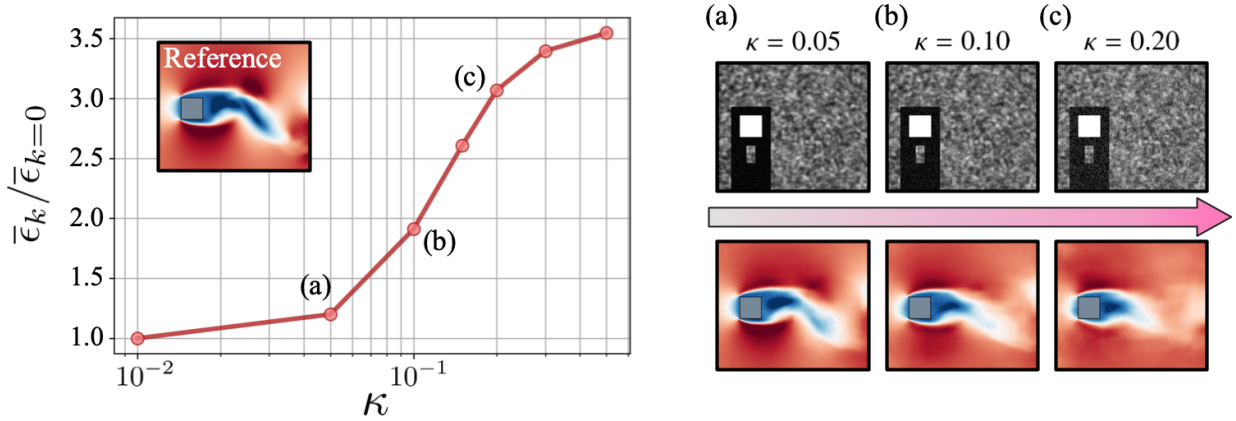 3.5
3.0
2.5
2.0
1.5
1.0
ϵ̅_k/ϵ̅_{k=0}
Reference
(a)
(b)
(c)
10⁻²
10⁻¹
κ
(a)
(b)
(c)
κ = 0.05
κ = 0.10
κ = 0.20